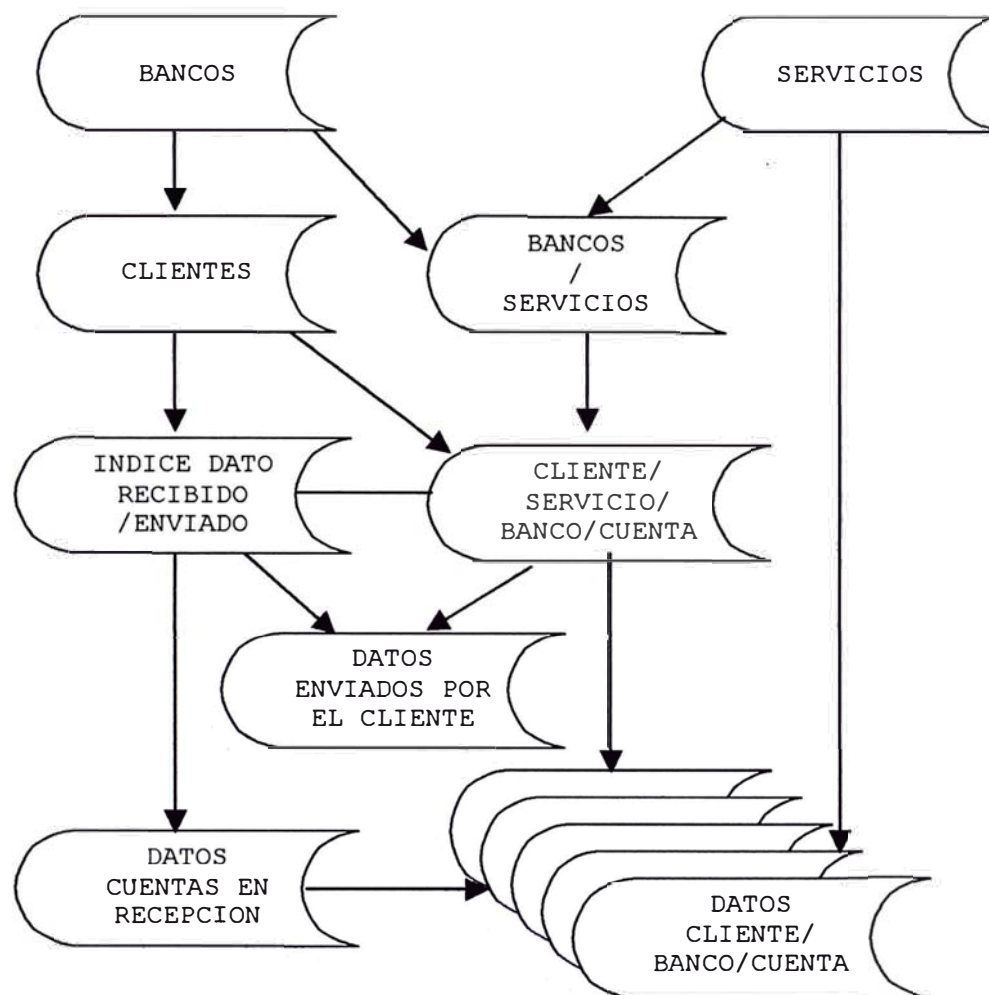 BANCOS
SERVICIOS
CLIENTES
BANCOS
/
SERVICIOS
INDICE DATO
RECIBIDO
/ENVIADO
CLIENTE/
SERVICIO/
BANCO/CUENTA
DATOS
ENVIADOS POR
EL CLIENTE
DATOS
CUENTAS EN
RECEPCION
DATOS
CLIENTE/
BANCO/CUENTA